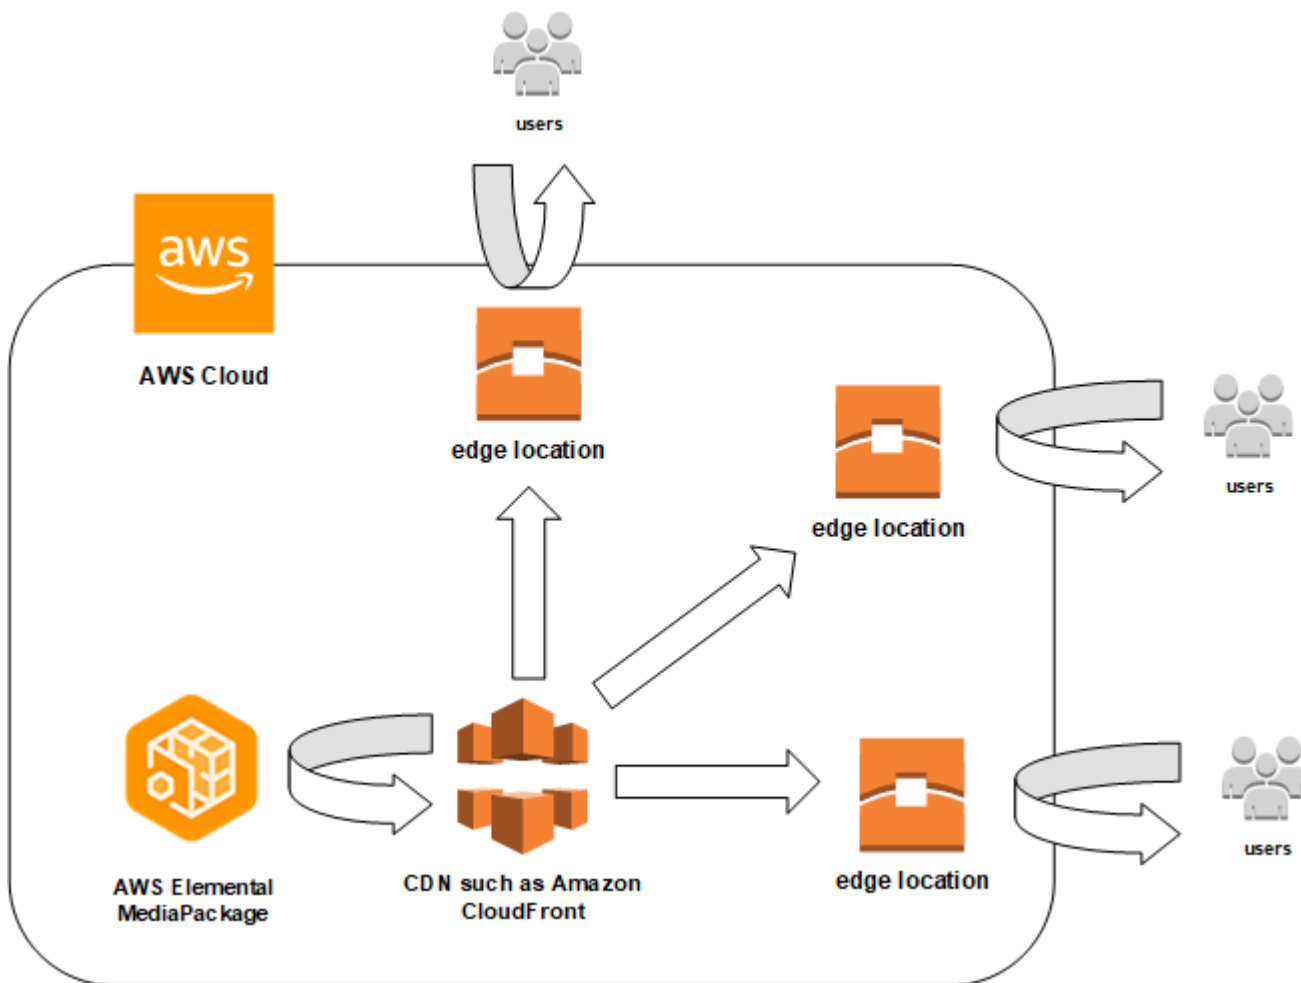 users
aws
AWS Cloud
edge location
edge location
users
AWS Elemental
MediaPackage
CDN such as Amazon
CloudFront
edge location
users